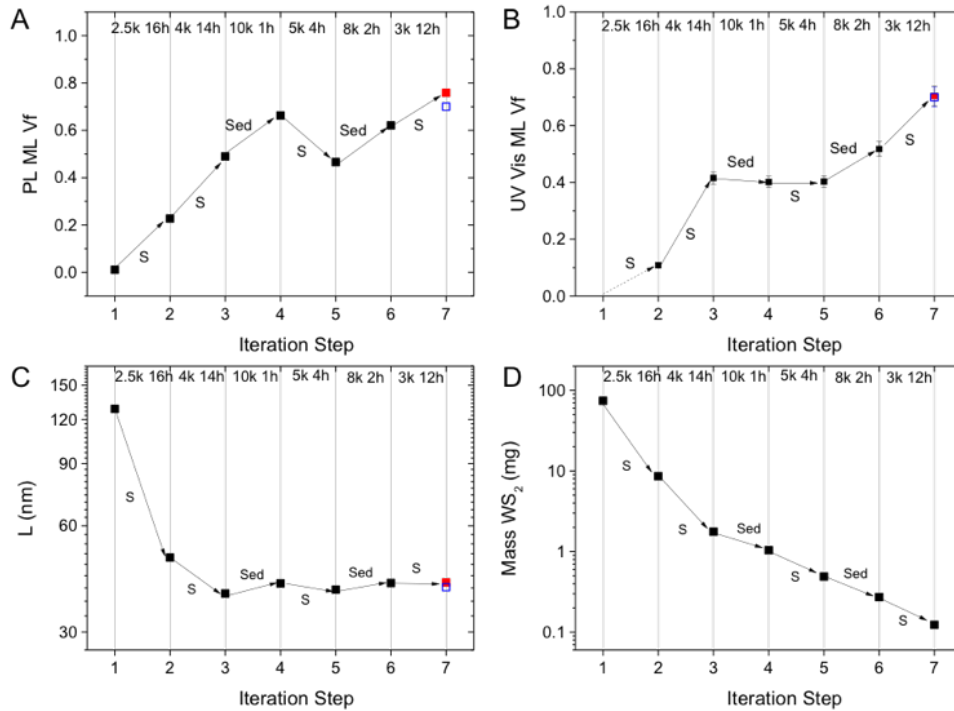 A
2.5k 16h 4k 14h 10k 1h 5k 4h 8k 2h 3k 12h
1.0
0.8
0.6
0.4
0.2
0.0
PL ML Vf
S
S
Sed
S
Sed
S
1 2 3 4 5 6 7
Iteration Step
B
2.5k 16h 4k 14h 10k 1h 5k 4h 8k 2h 3k 12h
1.0
0.8
0.6
0.4
0.2
0.0
UV Vis ML Vf
S
S
Sed
S
Sed
S
1 2 3 4 5 6 7
Iteration Step
C
2.5k 16h 4k 14h 10k 1h 5k 4h 8k 2h 3k 12h
150
120
90
60
30
L (nm)
S
S
Sed
S
Sed
S
1 2 3 4 5 6 7
Iteration Step
D
2.5k 16h 4k 14h 10k 1h 5k 4h 8k 2h 3k 12h
100
10
1
0.1
Mass WS₂ (mg)
S
S
Sed
S
Sed
S
1 2 3 4 5 6 7
Iteration Step